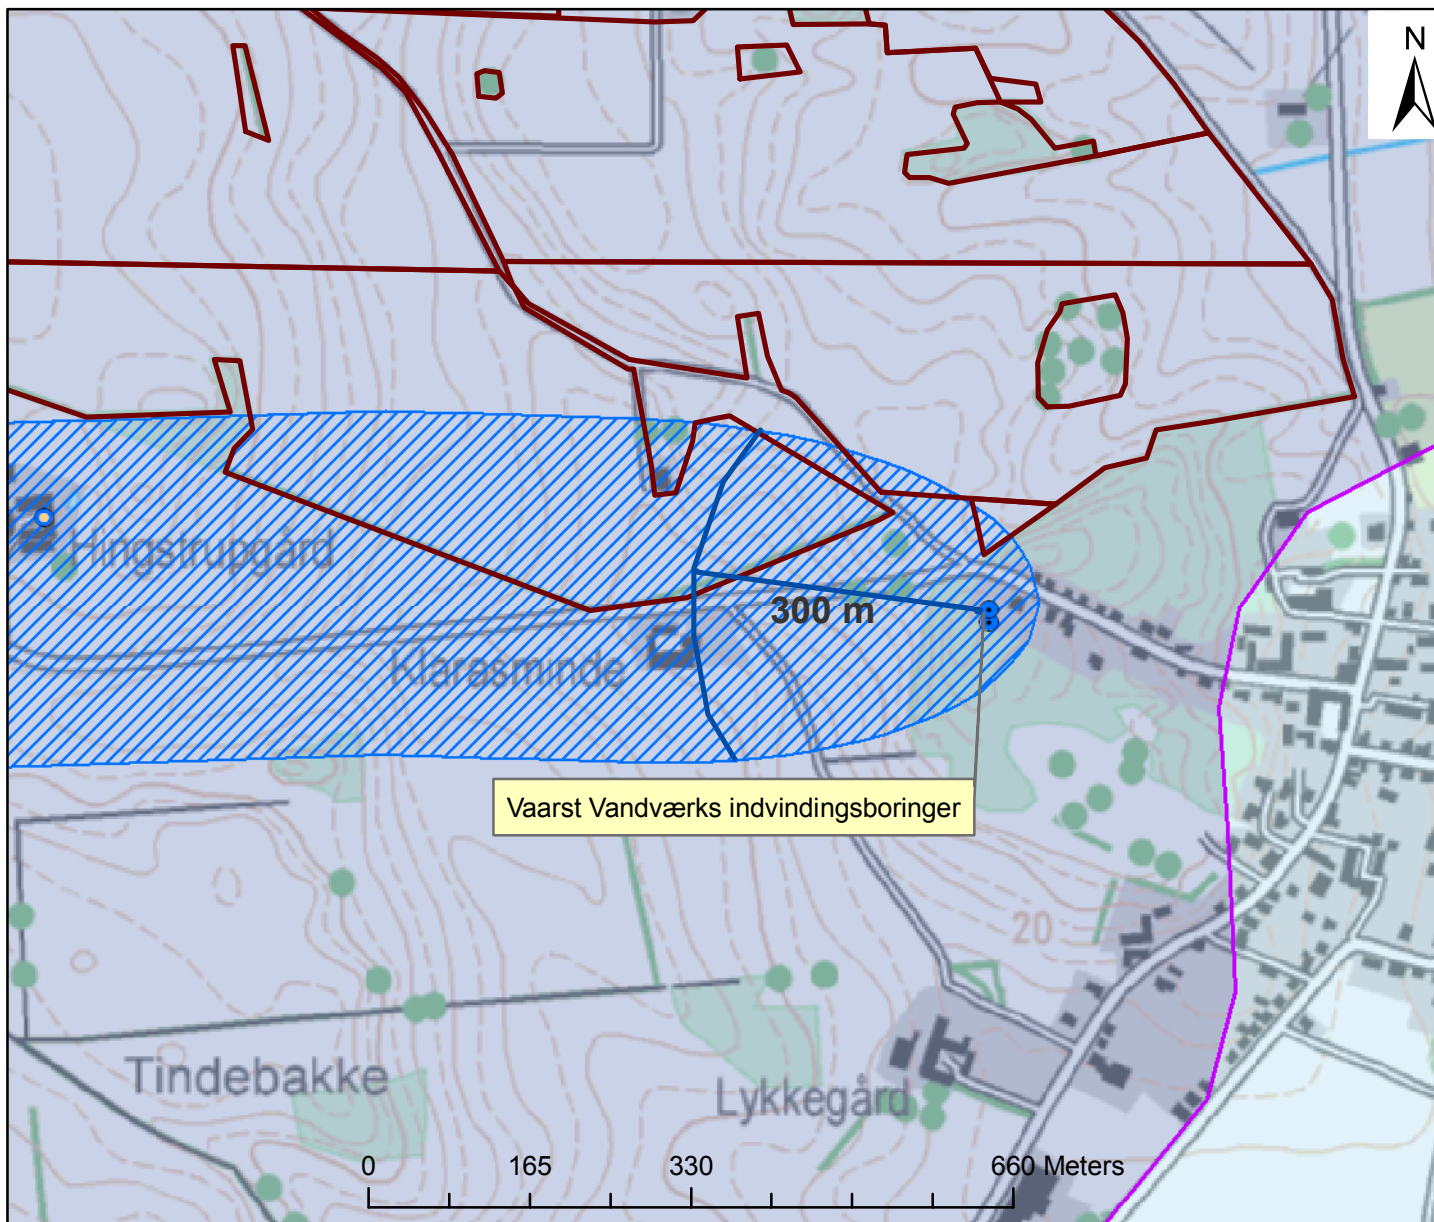 N
Hingstrupgård
300 m
Klarasminde
Vaarst Vandværks indvindingsboringer
20
Tindebakke
Lykkegård
0 165 330 660 Meters